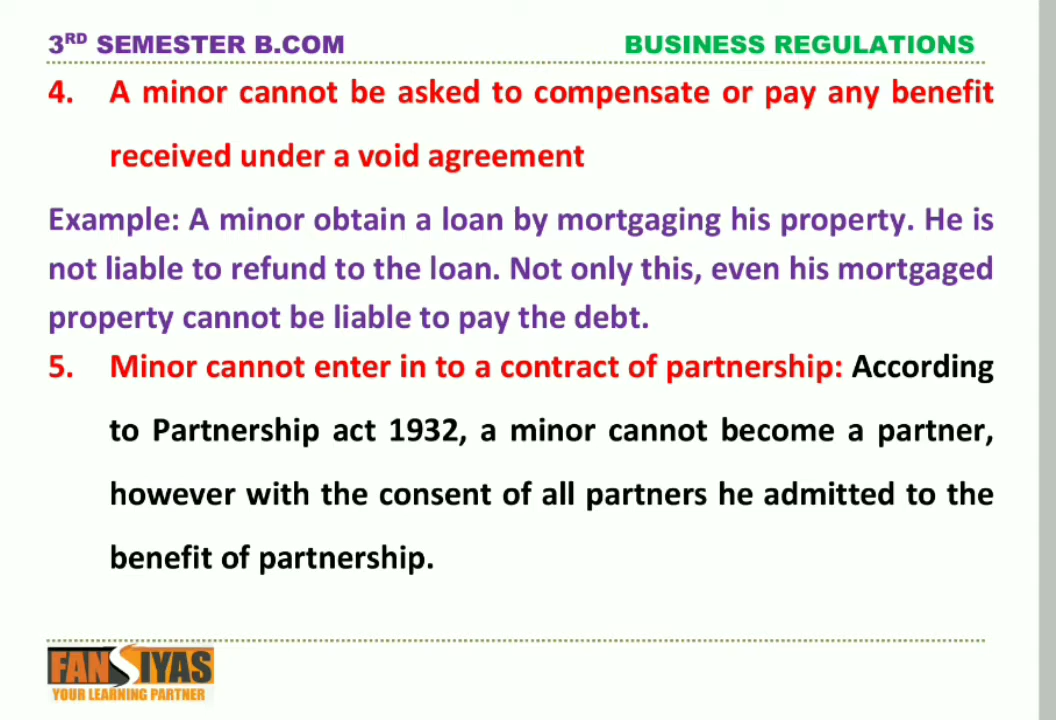 3RD SEMESTER B.COM BUSINESS REGULATIONS
4. A minor cannot be asked to compensate or pay any benefit
received under a void agreement
Example: A minor obtain a loan by mortgaging his property. He is
not liable to refund to the loan. Not only this, even his mortgaged
property cannot be liable to pay the debt.
5. Minor cannot enter in to a contract of partnership: According
to Partnership act 1932, a minor cannot become a partner,
however with the consent of all partners he admitted to the
benefit of partnership.
FANSIYAS
YOUR LEARNING PARTNER